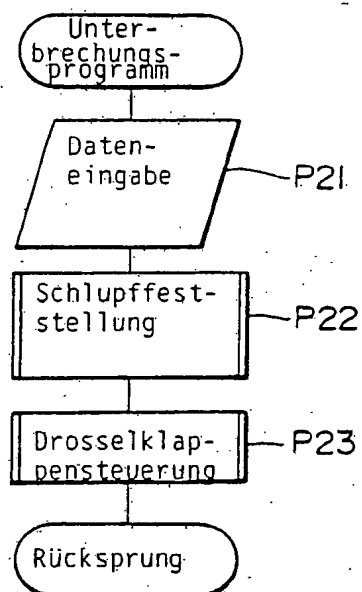 Unter-
brechungs-
programm
Daten-
eingabe
P21
Schlupffest-
stellung
P22
Drosselklap-
pensteuerung
P23
Rücksprung